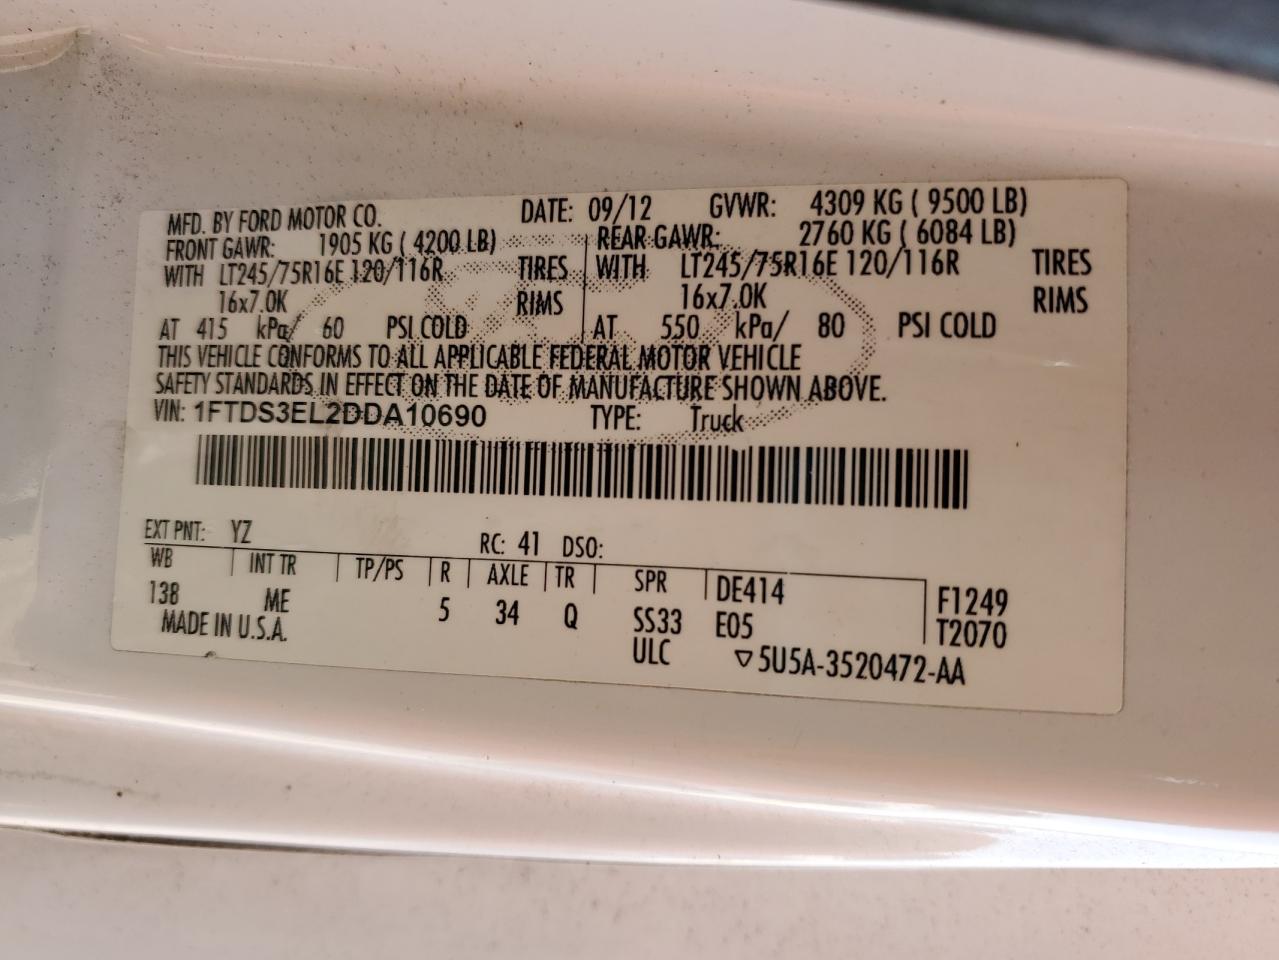 MFD. BY FORD MOTOR CO. DATE: 09/12 GVWR: 4309 KG ( 9500 LB)
FRONT GAWR: 1905 KG ( 4200 LB) REAR GAWR: 2760 KG ( 6084 LB)
WITH LT245/75R16E 120/116R TIRES WITH LT245/75R16E 120/116R TIRES
16x7.0K RIMS 16x7.0K RIMS
AT 415 kPa/ 60 PSI COLD AT 550 kPa/ 80 PSI COLD
THIS VEHICLE CONFORMS TO ALL APPLICABLE FEDERAL MOTOR VEHICLE
SAFETY STANDARDS IN EFFECT ON THE DATE OF MANUFACTURE SHOWN ABOVE.
VIN: 1FTDS3EL2DDA10690 TYPE: Truck
EXT PNT: YZ RC: 41 DSO:
WB INT TR TP/PS R AXLE TR SPR DE414 F1249
138 ME 5 34 Q SS33 E05 T2070
MADE IN U.S.A. ULC ▽5U5A-3520472-AA